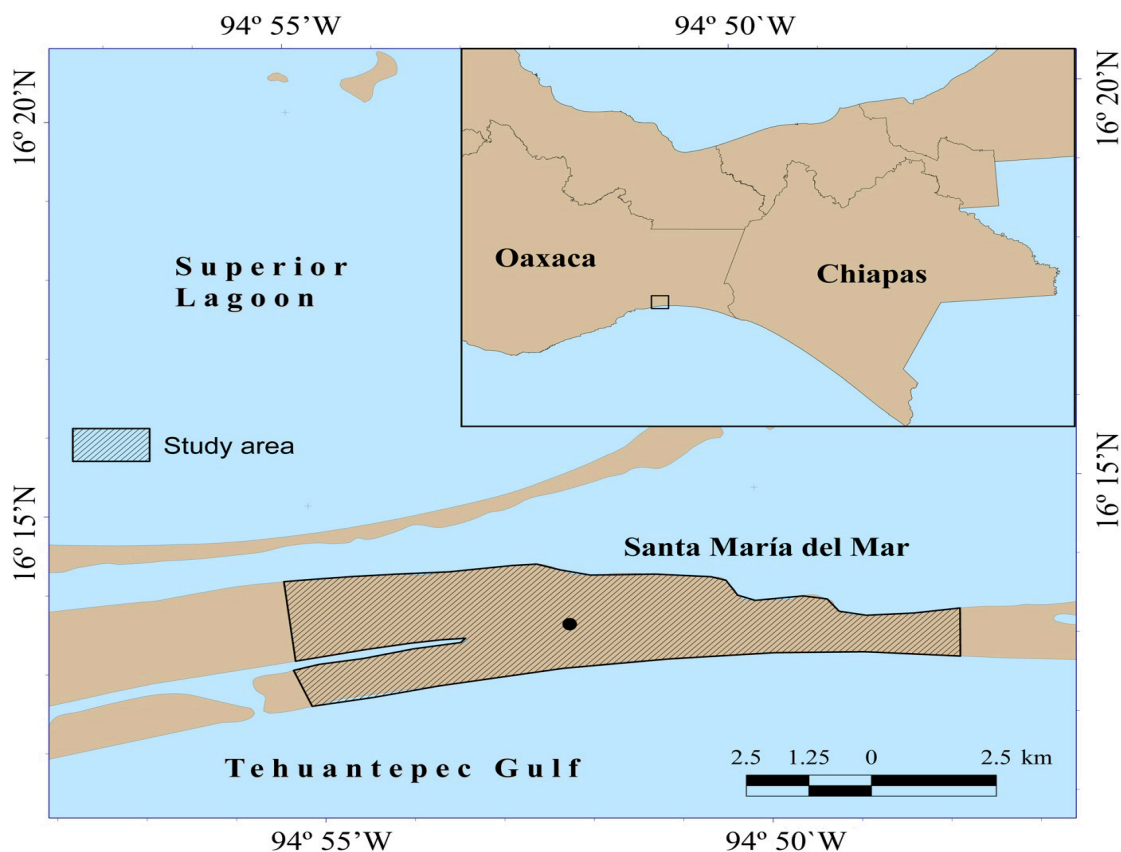 94º 55’W
94º 50`W
16º 20’N
16º 20’N
Oaxaca
Chiapas
Superior
Lagoon
Study area
16º 15’N
16º 15’N
Santa María del Mar
Tehuantepec Gulf
2.5 1.25 0 2.5 km
94º 55’W
94º 50`W